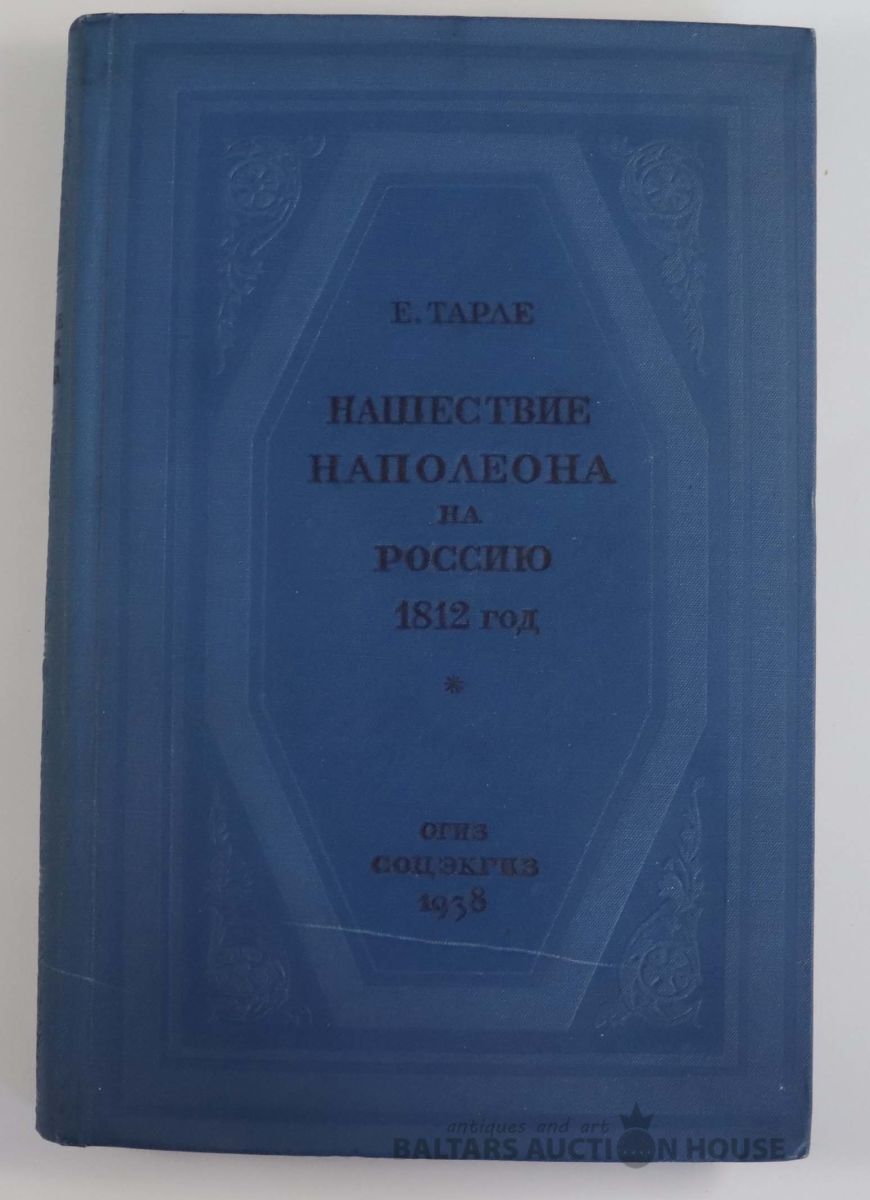 Е. ТАРЛЕ
НАШЕСТВИЕ
НАПОЛЕОНА
НА
РОССИЮ
1812 год
*
ОГИЗ
СОЦЭКГИЗ
1938
antiques and art
BALTARS AUCTION HOUSE